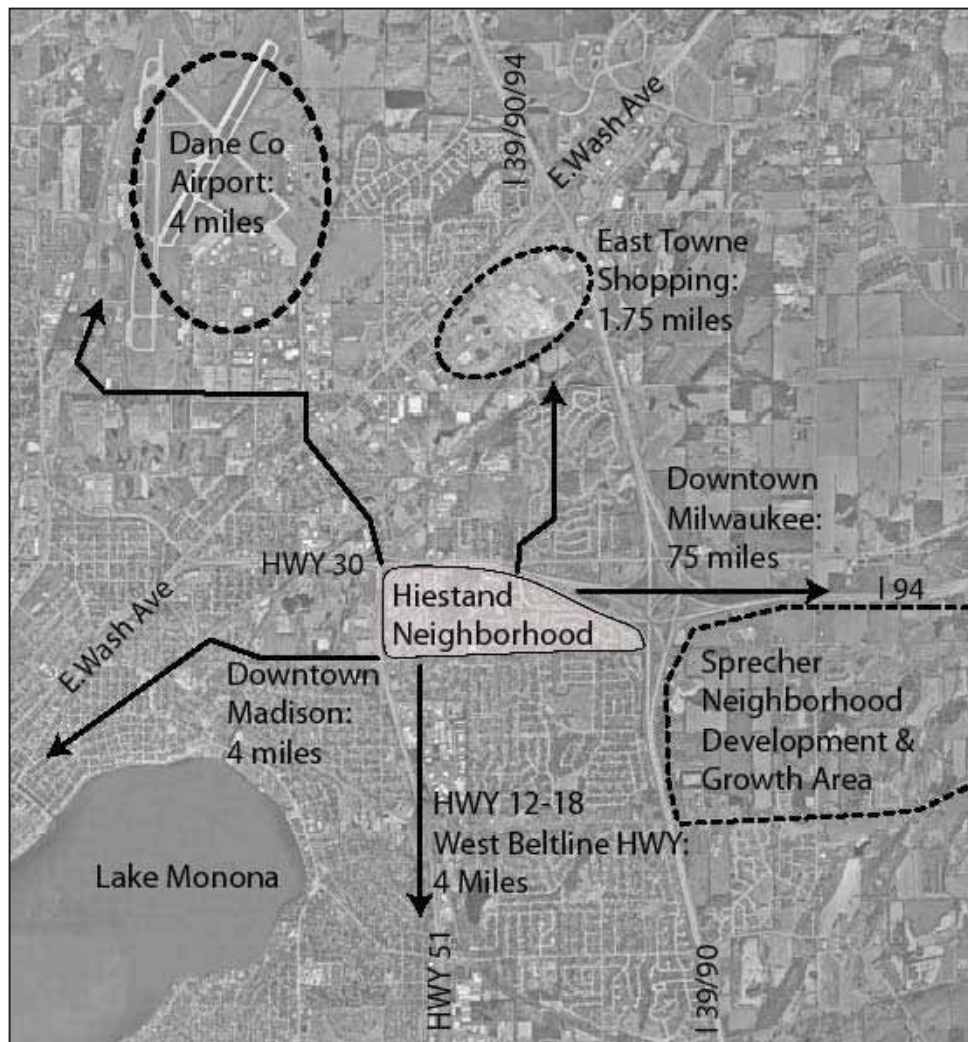 Dane Co
Airport:
4 miles
I 39/90/94
E.Wash Ave
East Towne
Shopping:
1.75 miles
Downtown
Milwaukee:
75 miles
HWY 30
Hiestand
Neighborhood
I 94
E.Wash Ave
Downtown
Madison:
4 miles
Sprecher
Neighborhood
Development &
Growth Area
HWY 12-18
West Beltline HWY:
4 Miles
Lake Monona
HWY 51
I 39/90